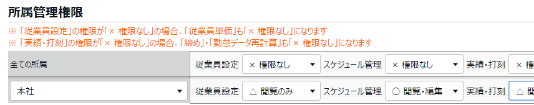 所属管理権限
※ 「従業員設定」の権限が「× 権限なし」の場合、「従業員単価」も「× 権限なし」になります
※ 「実績・打刻」の権限が「× 権限なし」の場合、「締め」・「勤怠データ再計算」も「× 権限なし」になります
全ての所属 従業員設定 × 権限なし スケジュール管理 × 権限なし 実績・打刻 × 権
本社 従業員設定 △ 閲覧のみ スケジュール管理 ○ 閲覧・編集 実績・打刻 △